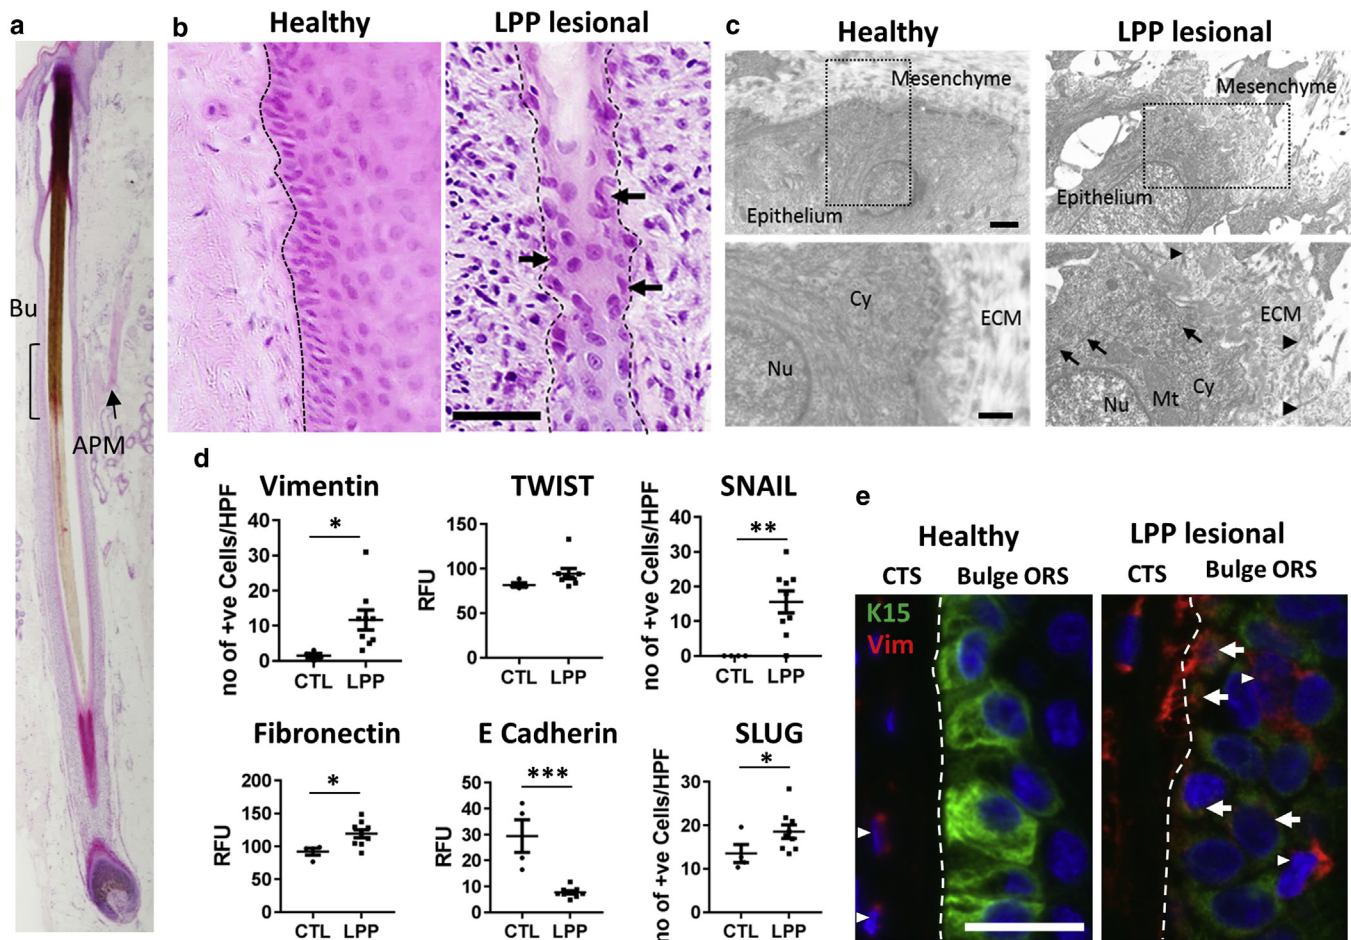 a
Bu
APM
b
Healthy
LPP lesional
c
Healthy
LPP lesional
Mesenchyme
Epithelium
Mesenchyme
Epithelium
Cy
ECM
Nu
ECM
Nu
Mt
Cy
d
Vimentin
no of +ve Cells/HPF
40
30
20
10
0
*
CTL LPP
TWIST
RFU
150
100
50
0
CTL LPP
SNAIL
no of +ve Cells/HPF
40
30
20
10
0
**
CTL LPP
Fibronectin
RFU
200
150
100
50
0
*
CTL LPP
E Cadherin
RFU
50
40
30
20
10
0
***
CTL LPP
SLUG
no of +ve Cells/HPF
30
20
10
0
*
CTL LPP
e
Healthy
CTS Bulge ORS
K15
Vim
LPP lesional
CTS Bulge ORS